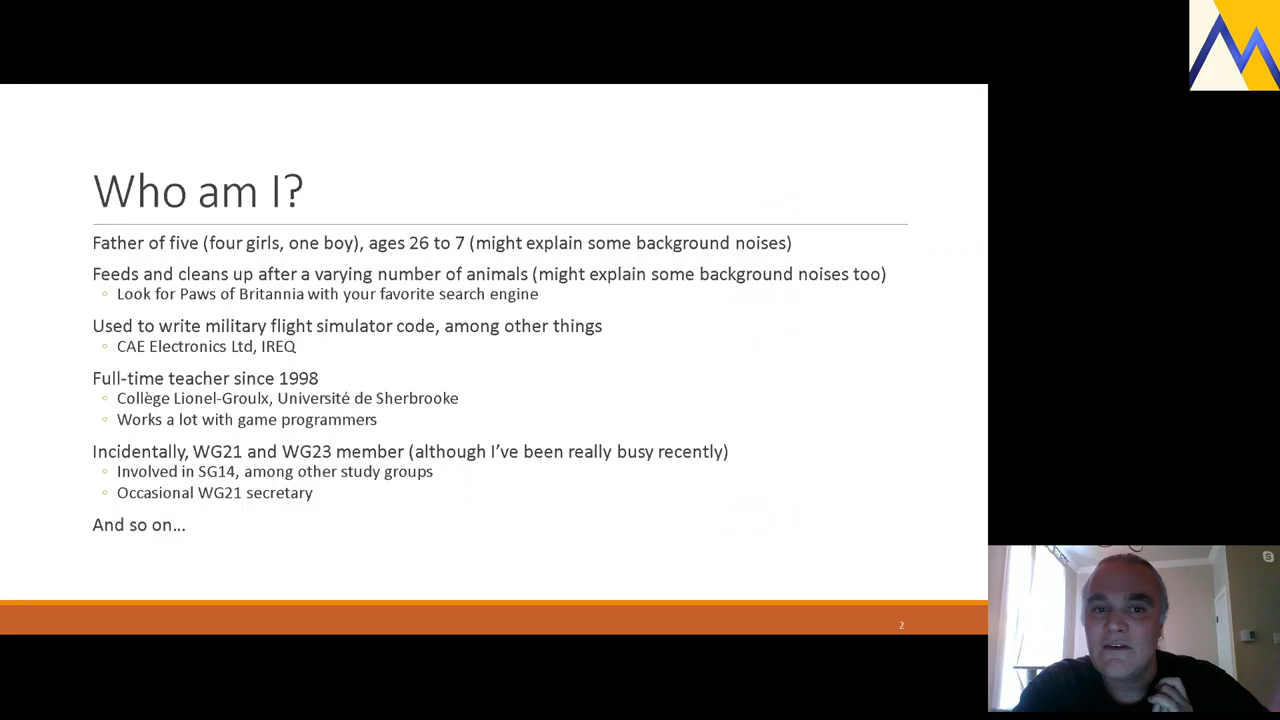 Who am I?
Father of five (four girls, one boy), ages 26 to 7 (might explain some background noises)
Feeds and cleans up after a varying number of animals (might explain some background noises too)
◦ Look for Paws of Britannia with your favorite search engine
Used to write military flight simulator code, among other things
◦ CAE Electronics Ltd, IREQ
Full-time teacher since 1998
◦ Collège Lionel-Groulx, Université de Sherbrooke
◦ Works a lot with game programmers
Incidentally, WG21 and WG23 member (although I’ve been really busy recently)
◦ Involved in SG14, among other study groups
◦ Occasional WG21 secretary
And so on…
2